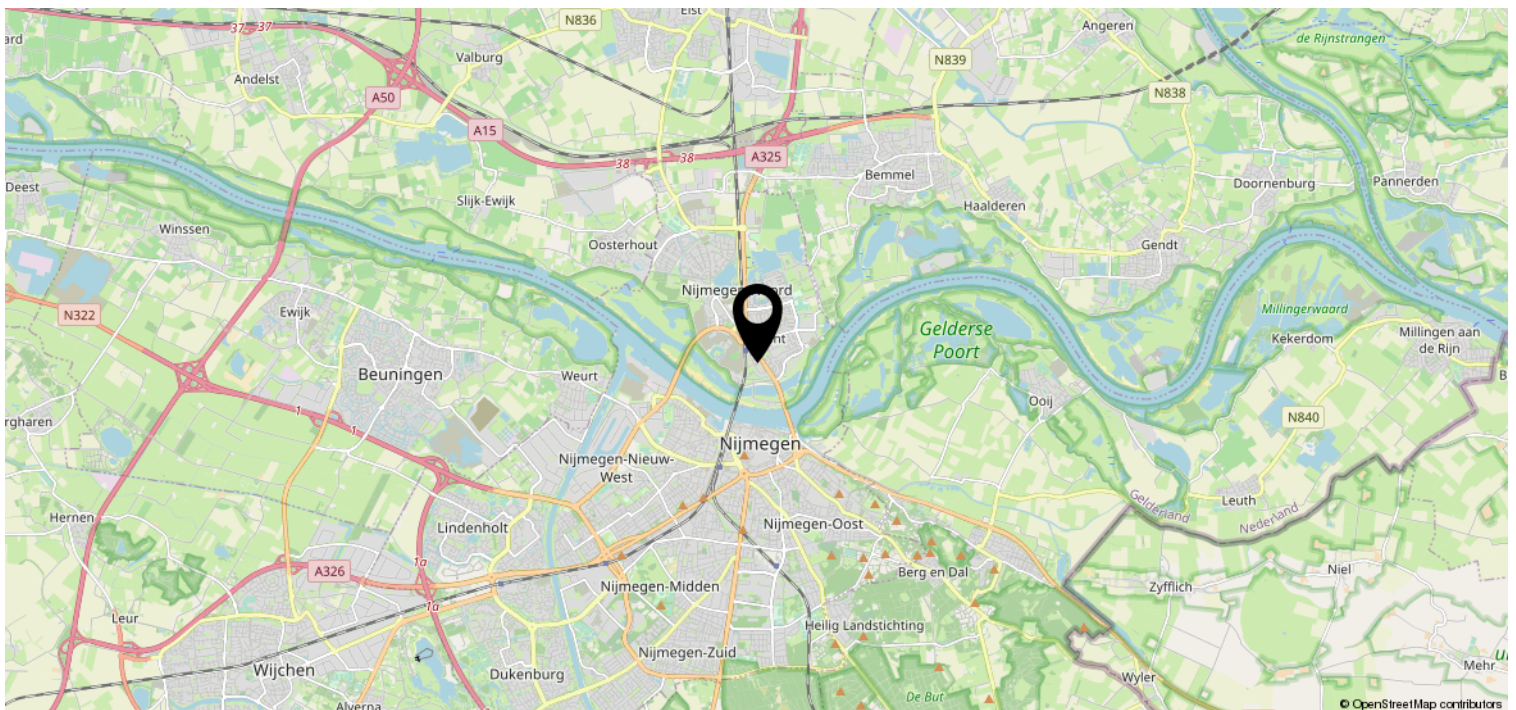 Elst
N836
37
37
ard
Valburg
Andelst
A50
A15
38
38
A325
N839
Angeren
de Rijnstrangen
N838
Bemmel
Doornenburg
Pannerden
Deest
Slijk-Ewijk
Haalderen
Winssen
Oosterhout
Gendt
Nijmegen
ord
N322
Ewijk
nt
Gelderse
Poort
Millingerwaard
Kekerdom
Millingen aan
de Rijn
Beuningen
Weurt
B
Ooij
rgharen
1
1
N840
Nijmegen
Nijmegen-Nieuw-
West
Leuth
Gelderland
Nederland
Hernen
Lindenholt
Nijmegen-Oost
A326
1a
1a
Berg en Dal
Niel
Zyfflich
Nijmegen-Midden
Leur
Heilig Landstichting
Nijmegen-Zuid
Wijchen
Dukenburg
Wyler
Mehr
De But
Alverna
© OpenStreetMap contributors